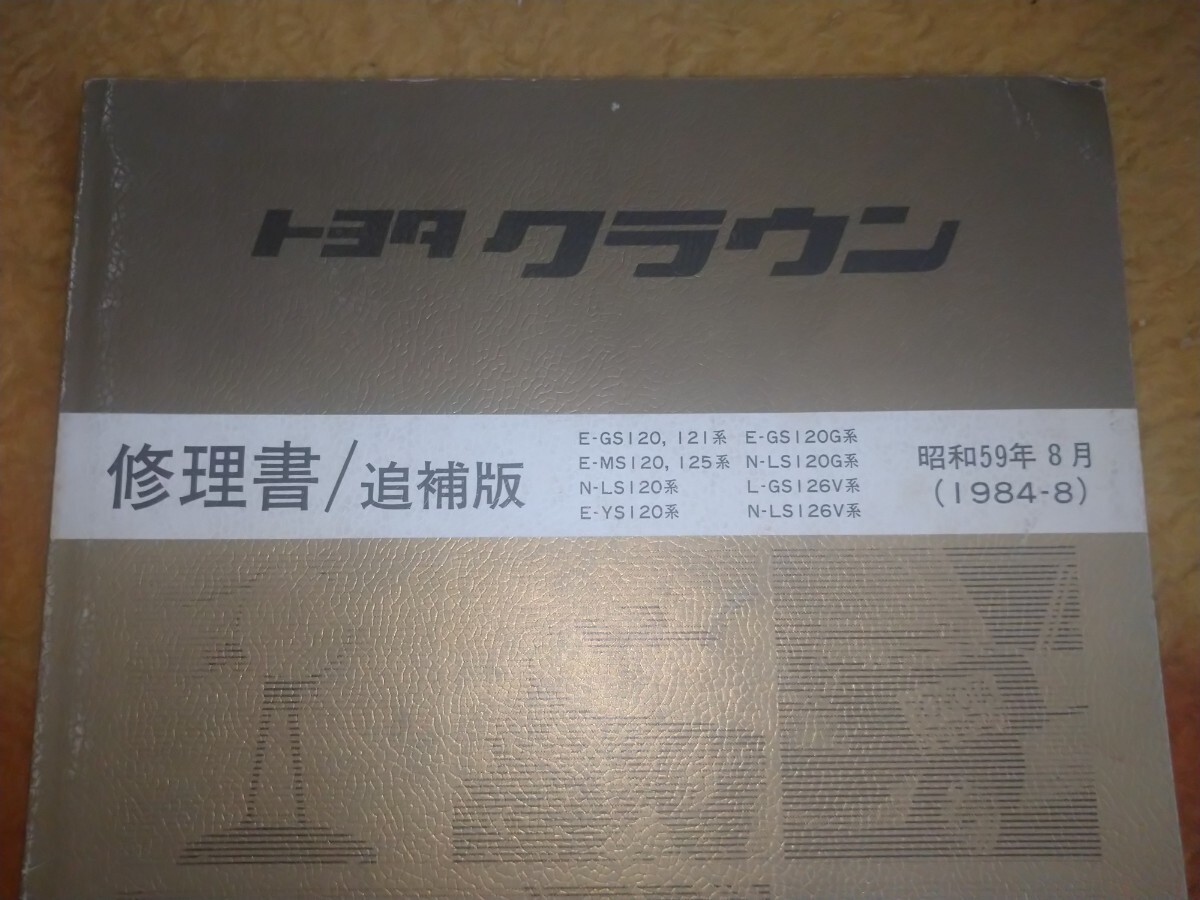 トヨタ クラウン
修理書/追補版
E-GS120, 121系 E-GS120G系
E-MS120, 125系 N-LS120G系
N-LS120系 L-GS126V系
E-YS120系 N-LS126V系
昭和59年8月
(1984-8)